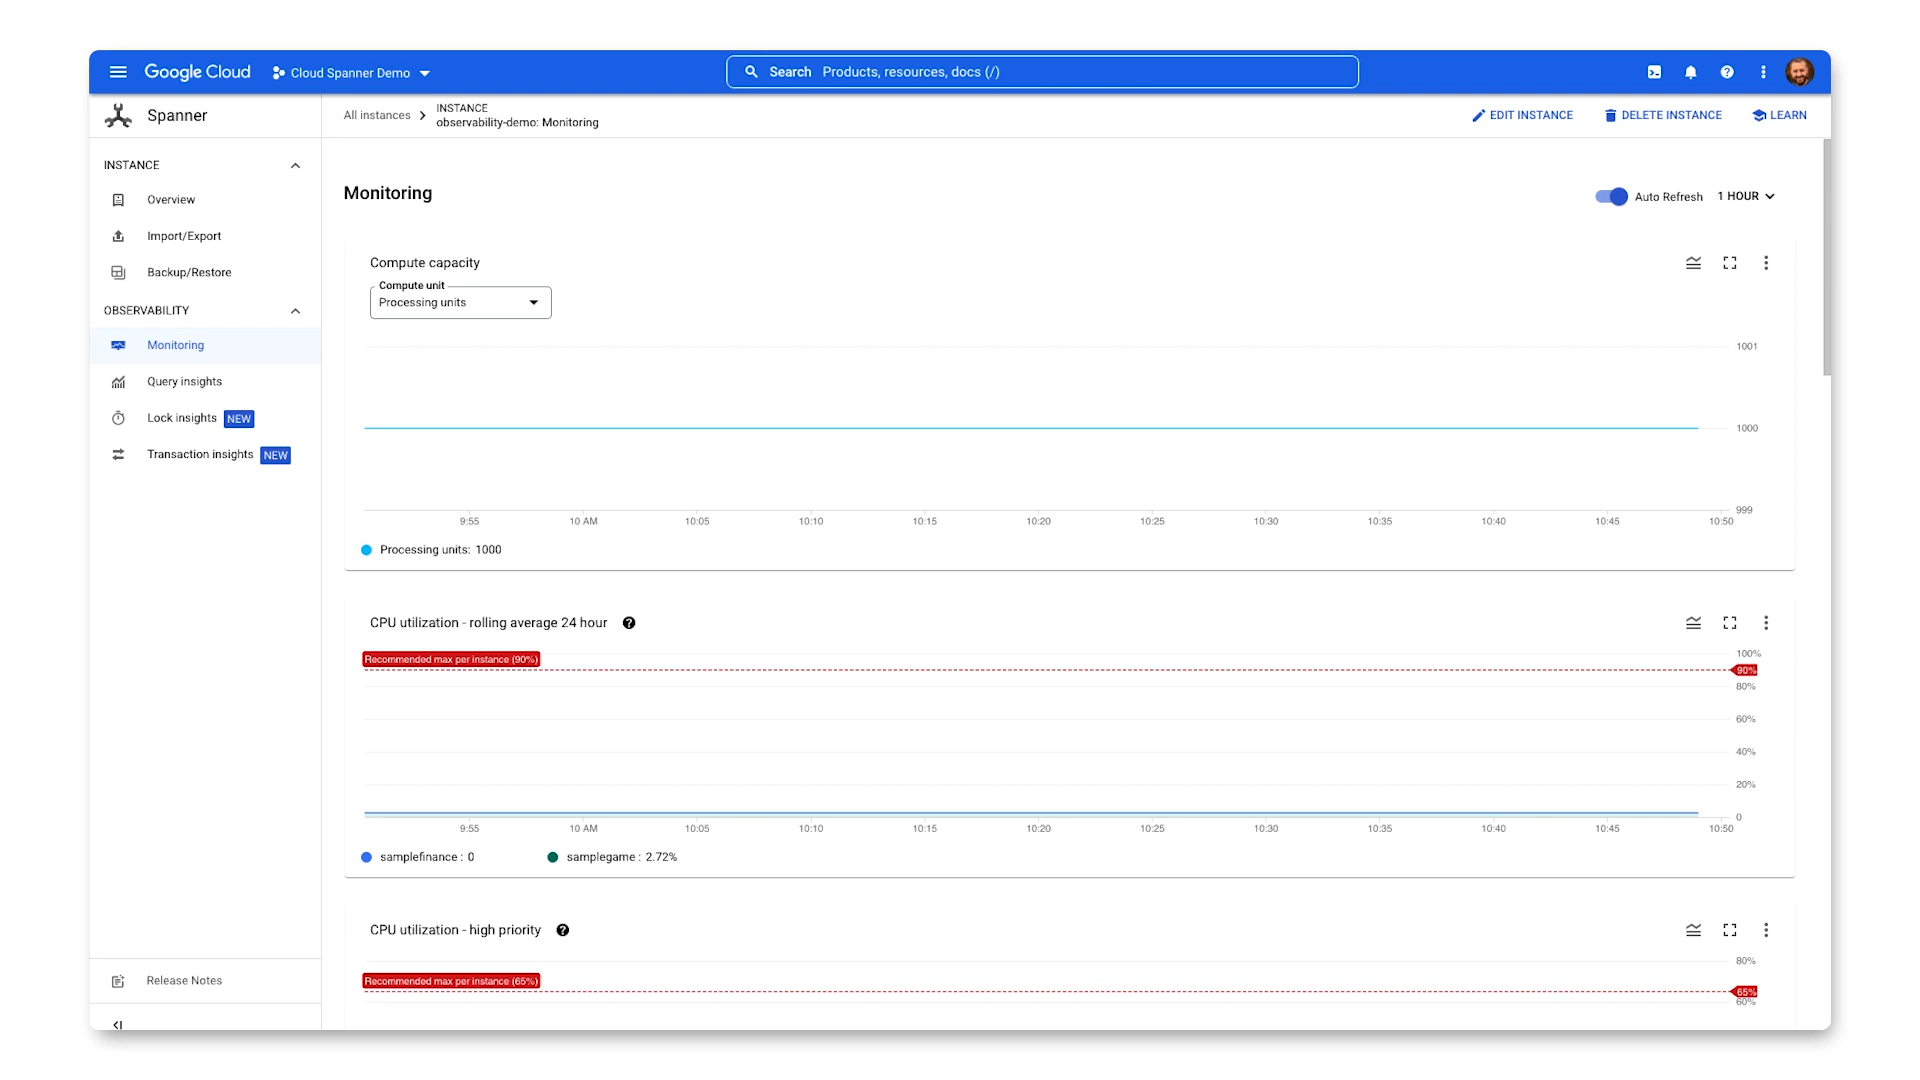 Google Cloud
Cloud Spanner Demo
Search Products, resources, docs (/)
Spanner
All instances
INSTANCE
observability-demo: Monitoring
EDIT INSTANCE
DELETE INSTANCE
LEARN
INSTANCE
Overview
Import/Export
Backup/Restore
OBSERVABILITY
Monitoring
Query insights
Lock insights NEW
Transaction insights NEW
Release Notes
Monitoring
Auto Refresh
1 HOUR
Compute capacity
Compute unit
Processing units
1001
1000
999
9:55 10 AM 10:05 10:10 10:15 10:20 10:25 10:30 10:35 10:40 10:45 10:50
Processing units: 1000
CPU utilization - rolling average 24 hour
Recommended max per instance (90%)
100%
90%
80%
60%
40%
20%
0
9:55 10 AM 10:05 10:10 10:15 10:20 10:25 10:30 10:35 10:40 10:45 10:50
samplefinance : 0
samplegame : 2.72%
CPU utilization - high priority
80%
Recommended max per instance (65%)
65%
60%